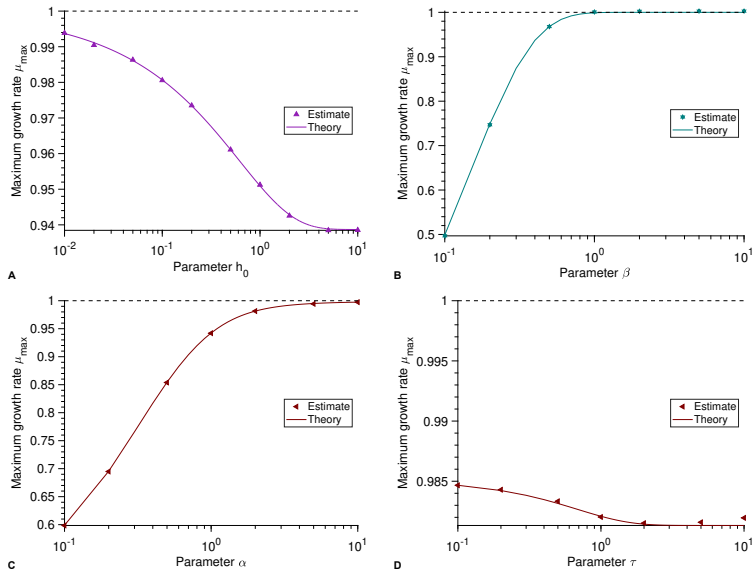 1
0.99
0.98
0.97
0.96
0.95
0.94
Maximum growth rate μmax
Estimate
Theory
10-2 10-1 100 101
Parameter h0
A
1
0.9
0.8
0.7
0.6
0.5
Maximum growth rate μmax
Estimate
Theory
10-1 100 101
Parameter β
B
1
0.95
0.9
0.85
0.8
0.75
0.7
0.65
0.6
Maximum growth rate μmax
Estimate
Theory
10-1 100 101
Parameter α
C
1
0.995
0.99
0.985
Maximum growth rate μmax
Estimate
Theory
10-1 100 101
Parameter τ
D